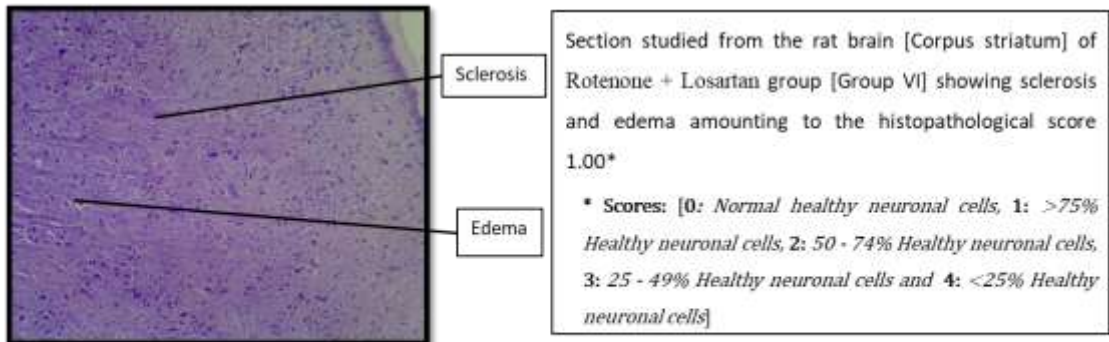 Sclerosis
Edema
Section studied from the rat brain [Corpus striatum] of
Rotenone + Losartan group [Group VI] showing sclerosis
and edema amounting to the histopathological score
1.00*
* Scores: [0: Normal healthy neuronal cells, 1: >75%
Healthy neuronal cells, 2: 50 - 74% Healthy neuronal cells,
3: 25 - 49% Healthy neuronal cells and 4: <25% Healthy
neuronal cells]